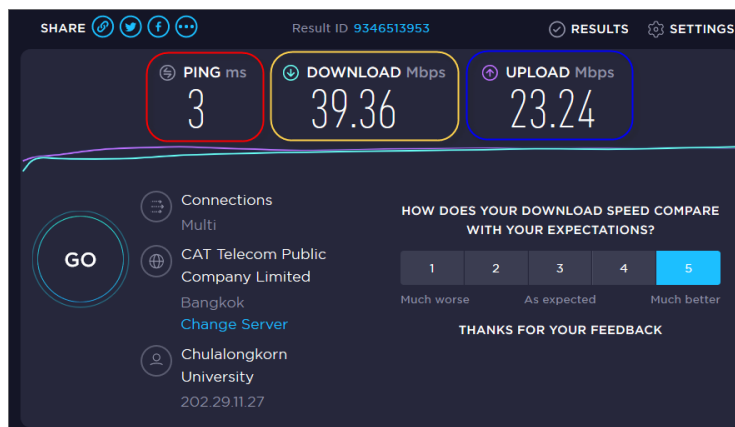 SHARE
Result ID 9346513953
RESULTS
SETTINGS
PING ms
3
DOWNLOAD Mbps
39.36
UPLOAD Mbps
23.24
GO
Connections
Multi
CAT Telecom Public
Company Limited
Bangkok
Change Server
Chulalongkorn
University
202.29.11.27
HOW DOES YOUR DOWNLOAD SPEED COMPARE
WITH YOUR EXPECTATIONS?
1 2 3 4 5
Much worse As expected Much better
THANKS FOR YOUR FEEDBACK